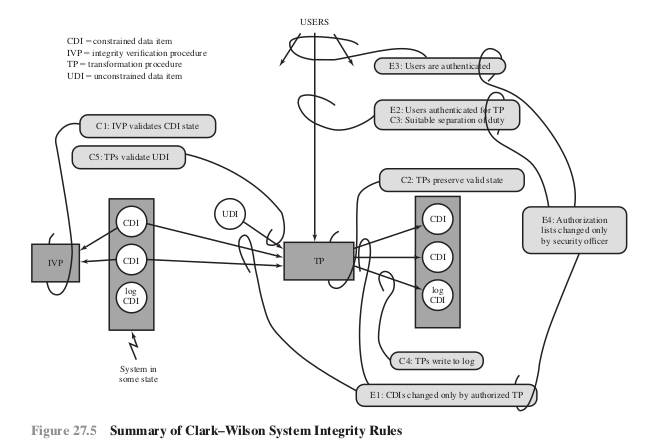 USERS
CDI = constrained data item
IVP = integrity verification procedure
TP = transformation procedure
UDI = unconstrained data item
E3: Users are authenticated
E2: Users authenticated for TP
C3: Suitable separation of duty
C1: IVP validates CDI state
C5: TPs validate UDI
C2: TPs preserve valid state
E4: Authorization
lists changed only
by security officer
UDI
CDI
CDI
log
CDI
IVP
TP
CDI
CDI
log
CDI
System in
some state
C4: TPs write to log
E1: CDIs changed only by authorized TP
Figure 27.5 Summary of Clark–Wilson System Integrity Rules